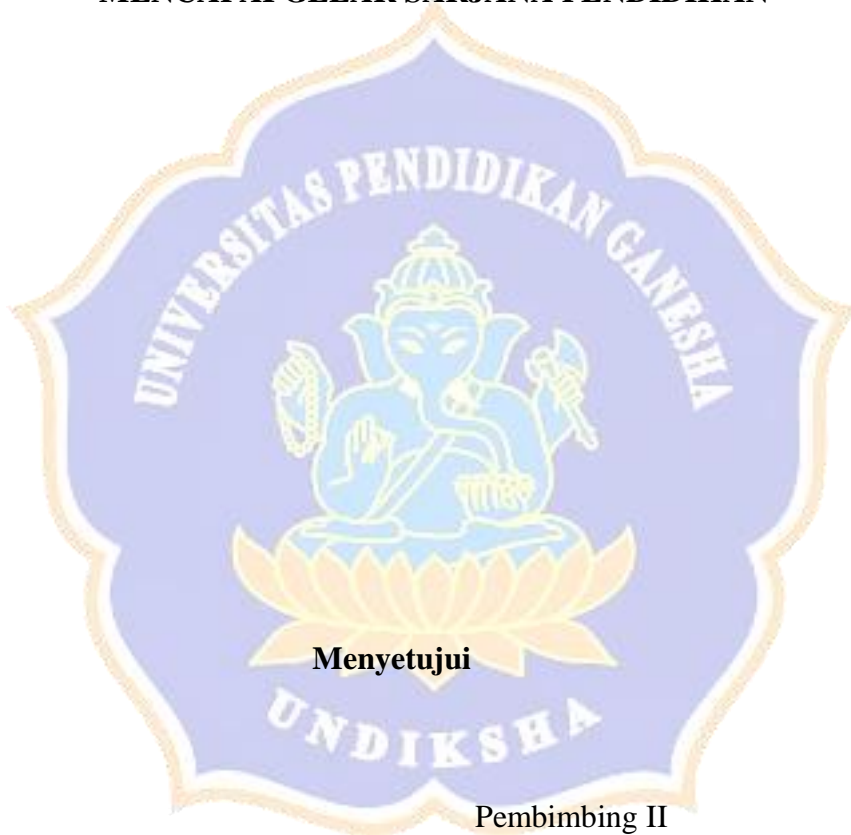 MENCAPAI GELAR SARJANA PENDIDIKAN
UNIVERSITAS PENDIDIKAN GANESHA
Menyetujui
UNDIKSHA
Pembimbing II